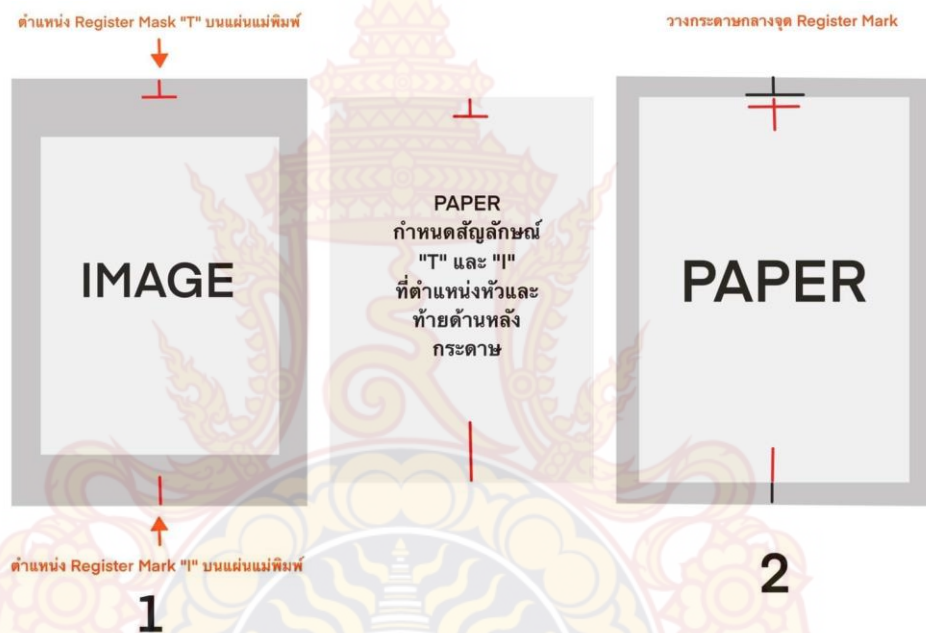 ตำแหน่ง Register Mask "T" บนแผ่นแม่พิมพ์
วางกระดาษกลางจุด Register Mark
IMAGE
PAPER
กำหนดสัญลักษณ์
"T" และ "I"
ที่ตำแหน่งหัวและ
ท้ายด้านหลัง
กระดาษ
PAPER
ตำแหน่ง Register Mark "I" บนแผ่นแม่พิมพ์
1
2